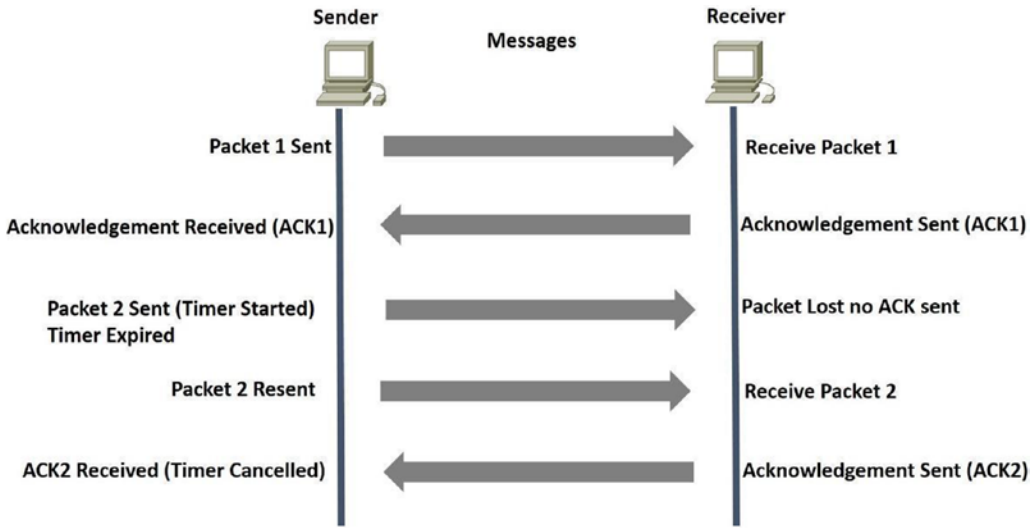 Sender
Receiver
Messages
Packet 1 Sent
Receive Packet 1
Acknowledgement Received (ACK1)
Acknowledgement Sent (ACK1)
Packet 2 Sent (Timer Started)
Timer Expired
Packet Lost no ACK sent
Packet 2 Resent
Receive Packet 2
ACK2 Received (Timer Cancelled)
Acknowledgement Sent (ACK2)